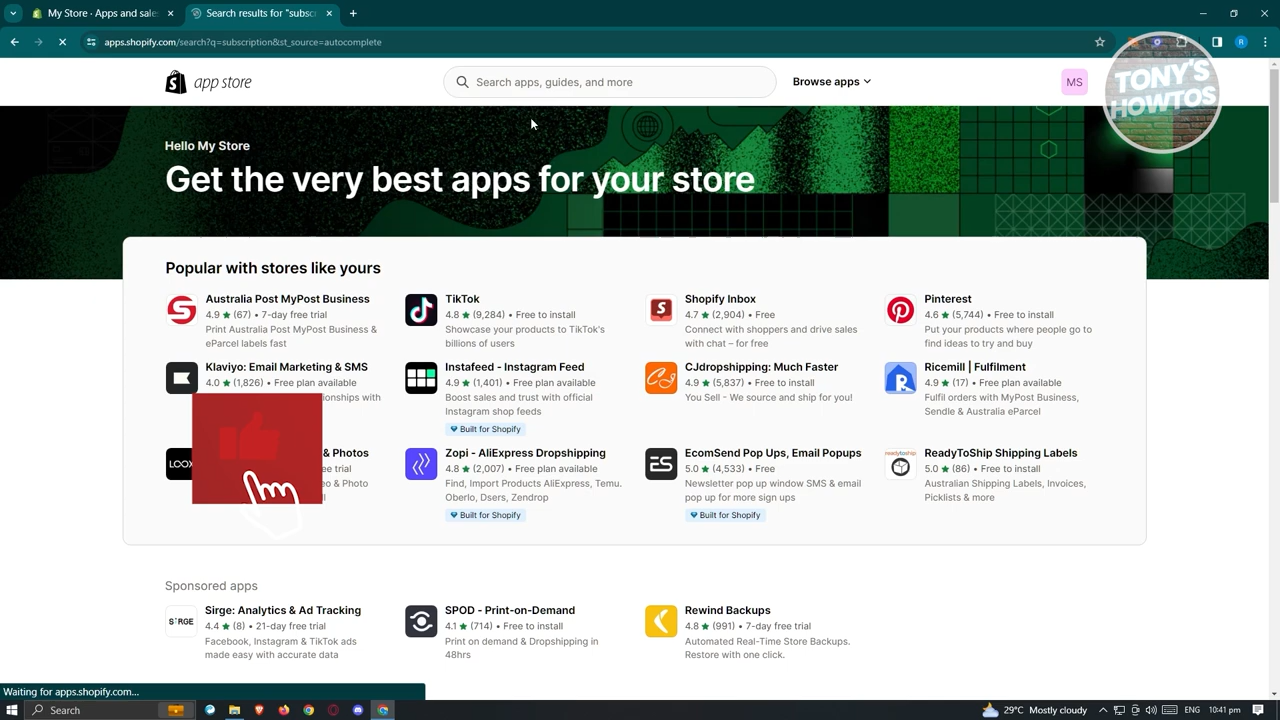 My Store · Apps and sales
Search results for "subscr
apps.shopify.com/search?q=subscription&st_source=autocomplete
R
app store
Search apps, guides, and more
Browse apps
MS
TONY'S
HOWTOS
Hello My Store
Get the very best apps for your store
Popular with stores like yours
Australia Post MyPost Business
4.9 ★ (67) • 7-day free trial
Print Australia Post MyPost Business &
eParcel labels fast
TikTok
4.8 ★ (9,284) • Free to install
Showcase your products to TikTok's
billions of users
Shopify Inbox
4.7 ★ (2,904) • Free
Connect with shoppers and drive sales
with chat – for free
Pinterest
4.6 ★ (5,744) • Free to install
Put your products where people go to
find ideas to try and buy
Klaviyo: Email Marketing & SMS
4.0 ★ (1,826) • Free plan available
ionships with
Instafeed - Instagram Feed
4.9 ★ (1,401) • Free plan available
Boost sales and trust with official
Instagram shop feeds
Built for Shopify
CJdropshipping: Much Faster
4.9 ★ (5,837) • Free to install
You Sell - We source and ship for you!
Ricemill | Fulfilment
4.9 ★ (17) • Free plan available
Fulfil orders with MyPost Business,
Sendle & Australia eParcel
LOOX
& Photos
ee trial
eo & Photo
Zopi - AliExpress Dropshipping
4.8 ★ (2,007) • Free plan available
Find, Import Products AliExpress, Temu.
Oberlo, Dsers, Zendrop
Built for Shopify
ES
EcomSend Pop Ups, Email Popups
5.0 ★ (4,533) • Free
Newsletter pop up window SMS & email
pop up for more sign ups
Built for Shopify
readytoship
ReadyToShip Shipping Labels
5.0 ★ (86) • Free to install
Australian Shipping Labels, Invoices,
Picklists & more
Sponsored apps
SIRGE
Sirge: Analytics & Ad Tracking
4.4 ★ (8) • 21-day free trial
Facebook, Instagram & TikTok ads
made easy with accurate data
SPOD - Print-on-Demand
4.1 ★ (714) • Free to install
Print on demand & Dropshipping in
48hrs
Rewind Backups
4.8 ★ (991) • 7-day free trial
Automated Real-Time Store Backups.
Restore with one click.
Waiting for apps.shopify.com...
Search
29°C Mostly cloudy
ENG
10:41 pm